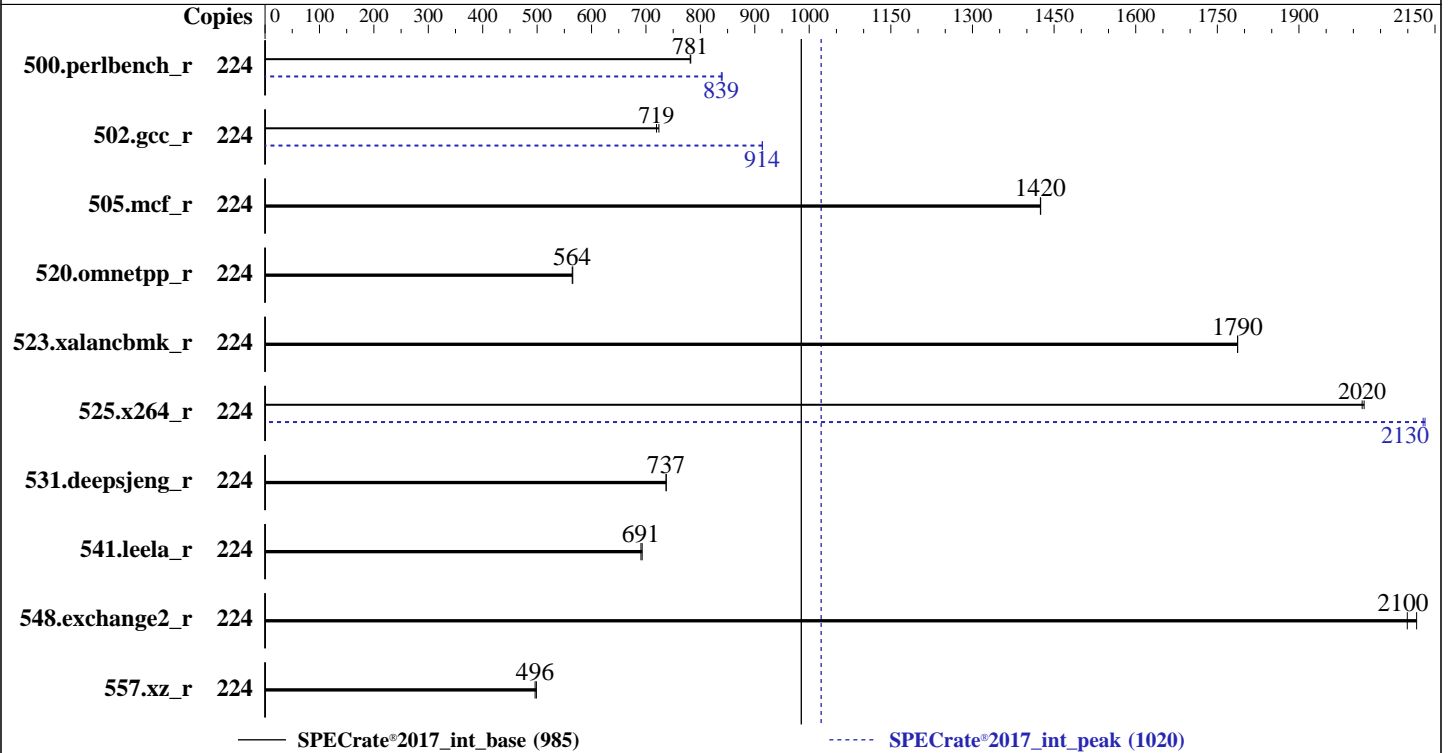 Copies 0 100 200 300 400 500 600 700 800 900 1000 1150 1300 1450 1600 1750 1900 2150
500.perlbench_r 224 781
839
502.gcc_r 224 719
914
505.mcf_r 224 1420
520.omnetpp_r 224 564
523.xalancbmk_r 224 1790
525.x264_r 224 2020
2130
531.deepsjeng_r 224 737
541.leela_r 224 691
548.exchange2_r 224 2100
557.xz_r 224 496
SPECrate®2017_int_base (985) SPECrate®2017_int_peak (1020)